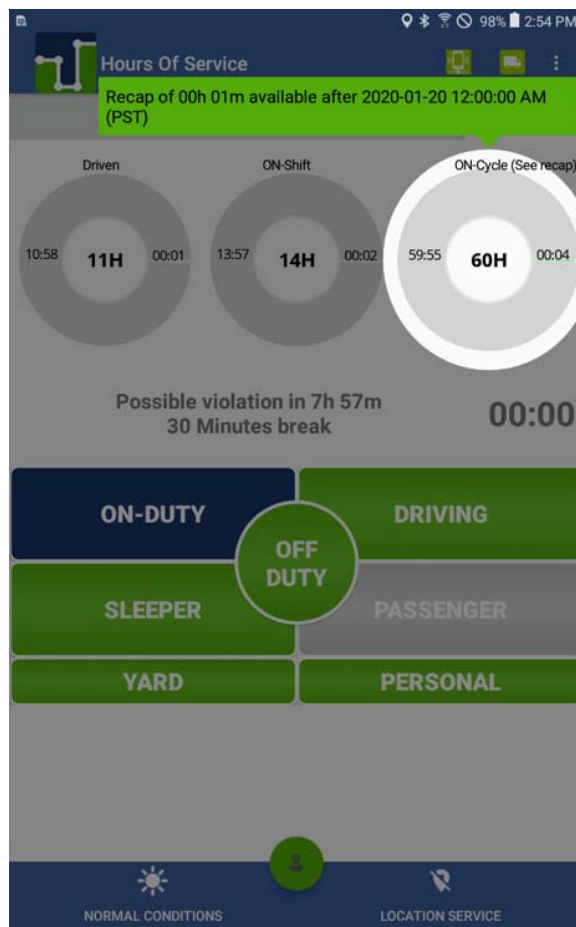 98% 2:54 PM
Hours Of Service
Recap of 00h 01m available after 2020-01-20 12:00:00 AM
(PST)
Driven
ON-Shift
ON-Cycle (See recap)
10:58 11H 00:01
13:57 14H 00:02
59:55 60H 00:04
Possible violation in 7h 57m
30 Minutes break
00:00
ON-DUTY
DRIVING
OFF
DUTY
SLEEPER
PASSENGER
YARD
PERSONAL
NORMAL CONDITIONS
LOCATION SERVICE